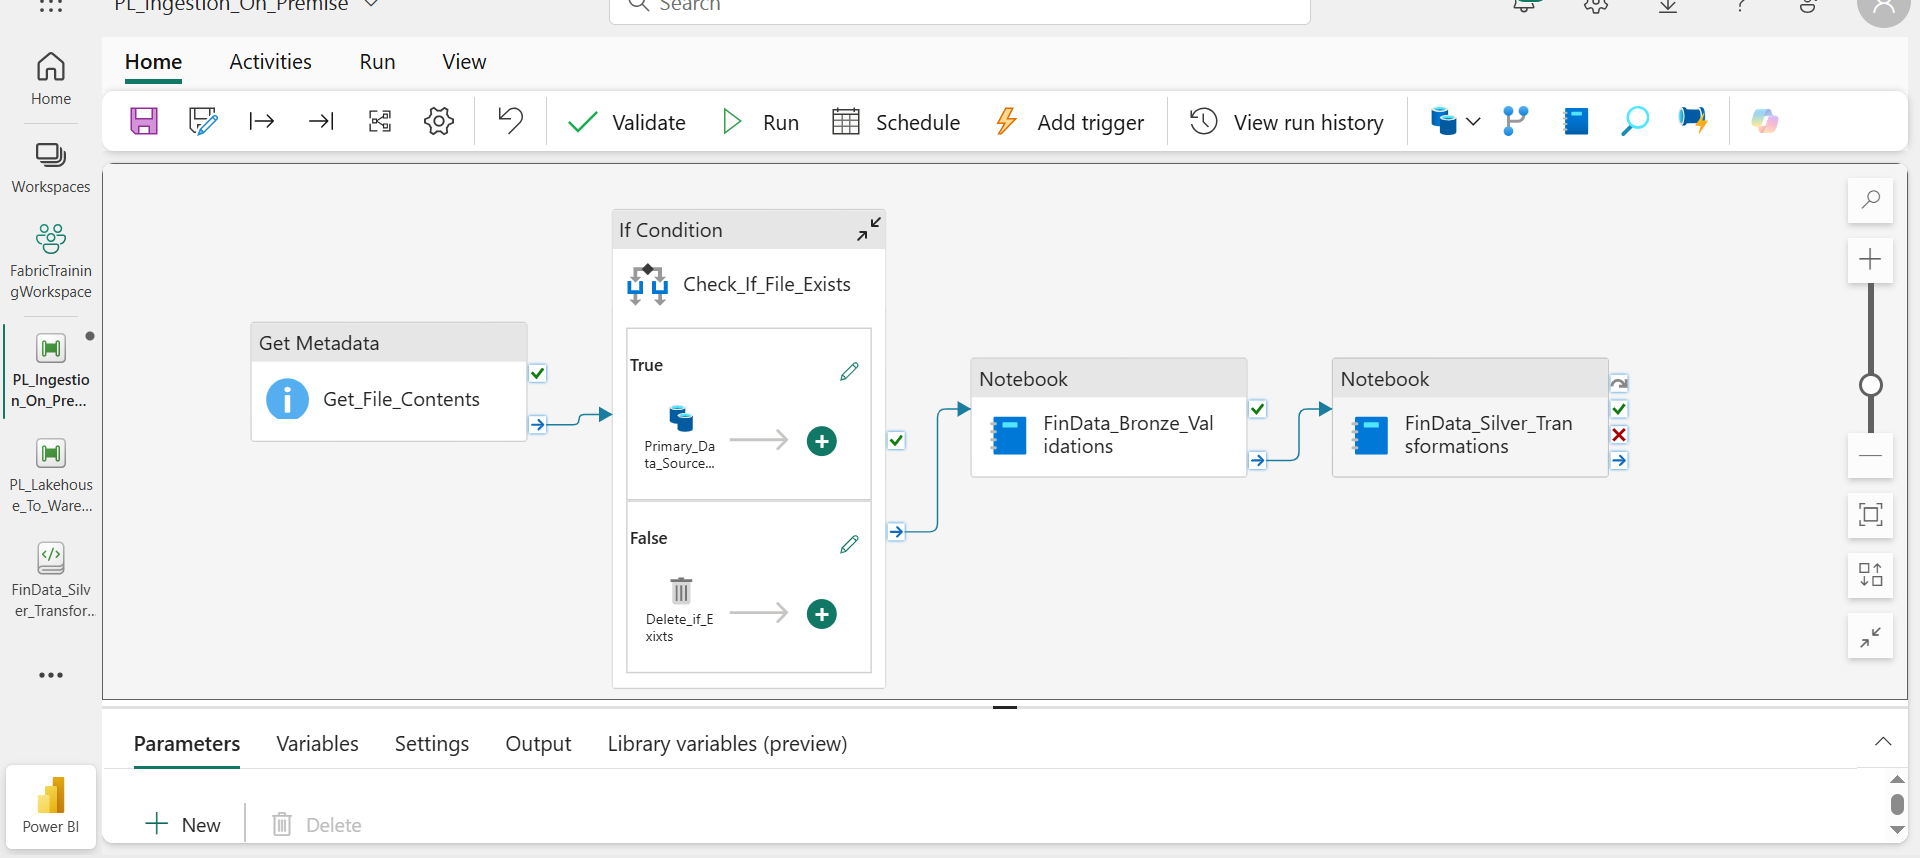 PL_Ingestion_On_Premise
Search
Home
Activities
Run
View
Validate
Run
Schedule
Add trigger
View run history
Home
Workspaces
FabricTrainin
gWorkspace
PL_Ingestio
n_On_Pre...
PL_Lakehous
e_To_Ware...
FinData_Silv
er_Transfor...
Power BI
Get Metadata
Get_File_Contents
If Condition
Check_If_File_Exists
True
Primary_Da
ta_Source...
False
Delete_if_E
xixts
Notebook
FinData_Bronze_Val
idations
Notebook
FinData_Silver_Tran
sformations
Parameters
Variables
Settings
Output
Library variables (preview)
New
Delete